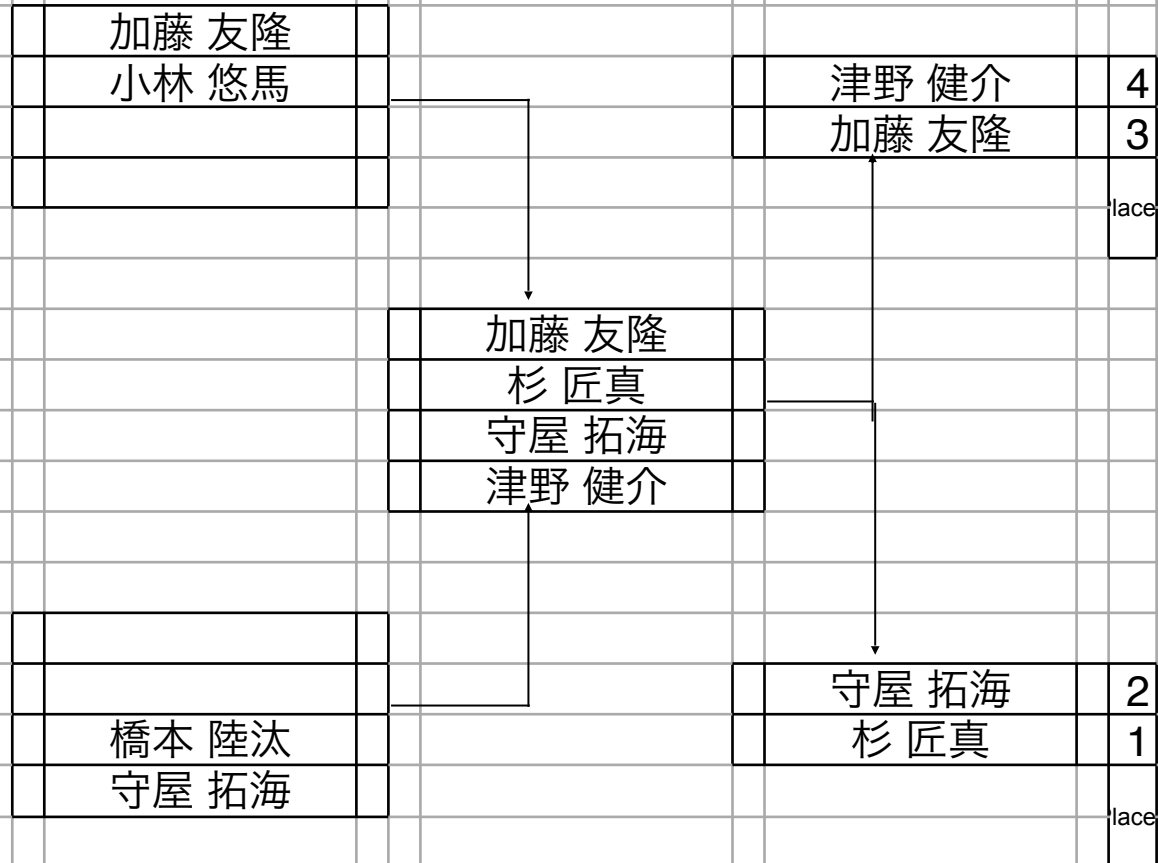 加藤 友隆
小林 悠馬
津野 健介 4
加藤 友隆 3
lace
加藤 友隆
杉 匠真
守屋 拓海
津野 健介
橋本 陸汰
守屋 拓海
守屋 拓海 2
杉 匠真 1
lace